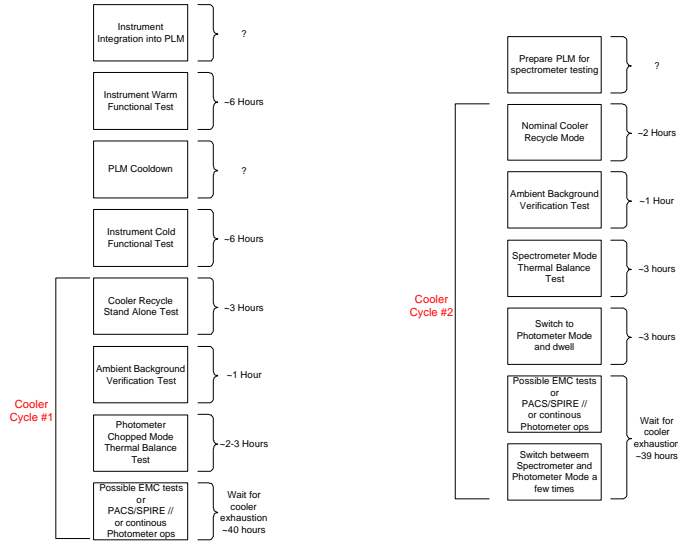 Instrument
Integration into PLM
?
Instrument Warm
Functional Test
~6 Hours
PLM Cooldown
?
Instrument Cold
Functional Test
~6 Hours
Cooler
Cycle #1
Cooler Recycle
Stand Alone Test
~3 Hours
Ambient Background
Verification Test
~1 Hour
Photometer
Chopped Mode
Thermal Balance
Test
~2-3 Hours
Possible EMC tests
or
PACS/SPIRE //
or continous
Photometer ops
Wait for
cooler
exhaustion
~40 hours
Prepare PLM for
spectrometer testing
?
Cooler
Cycle #2
Nominal Cooler
Recycle Mode
~2 Hours
Ambient Background
Verification Test
~1 Hour
Spectrometer Mode
Thermal Balance
Test
~3 hours
Switch to
Photometer Mode
and dwell
~3 hours
Possible EMC tests
or
PACS/SPIRE //
or continous
Photometer ops
Switch betweem
Spectrometer and
Photometer Mode a
few times
Wait for
cooler
exhaustion
~39 hours